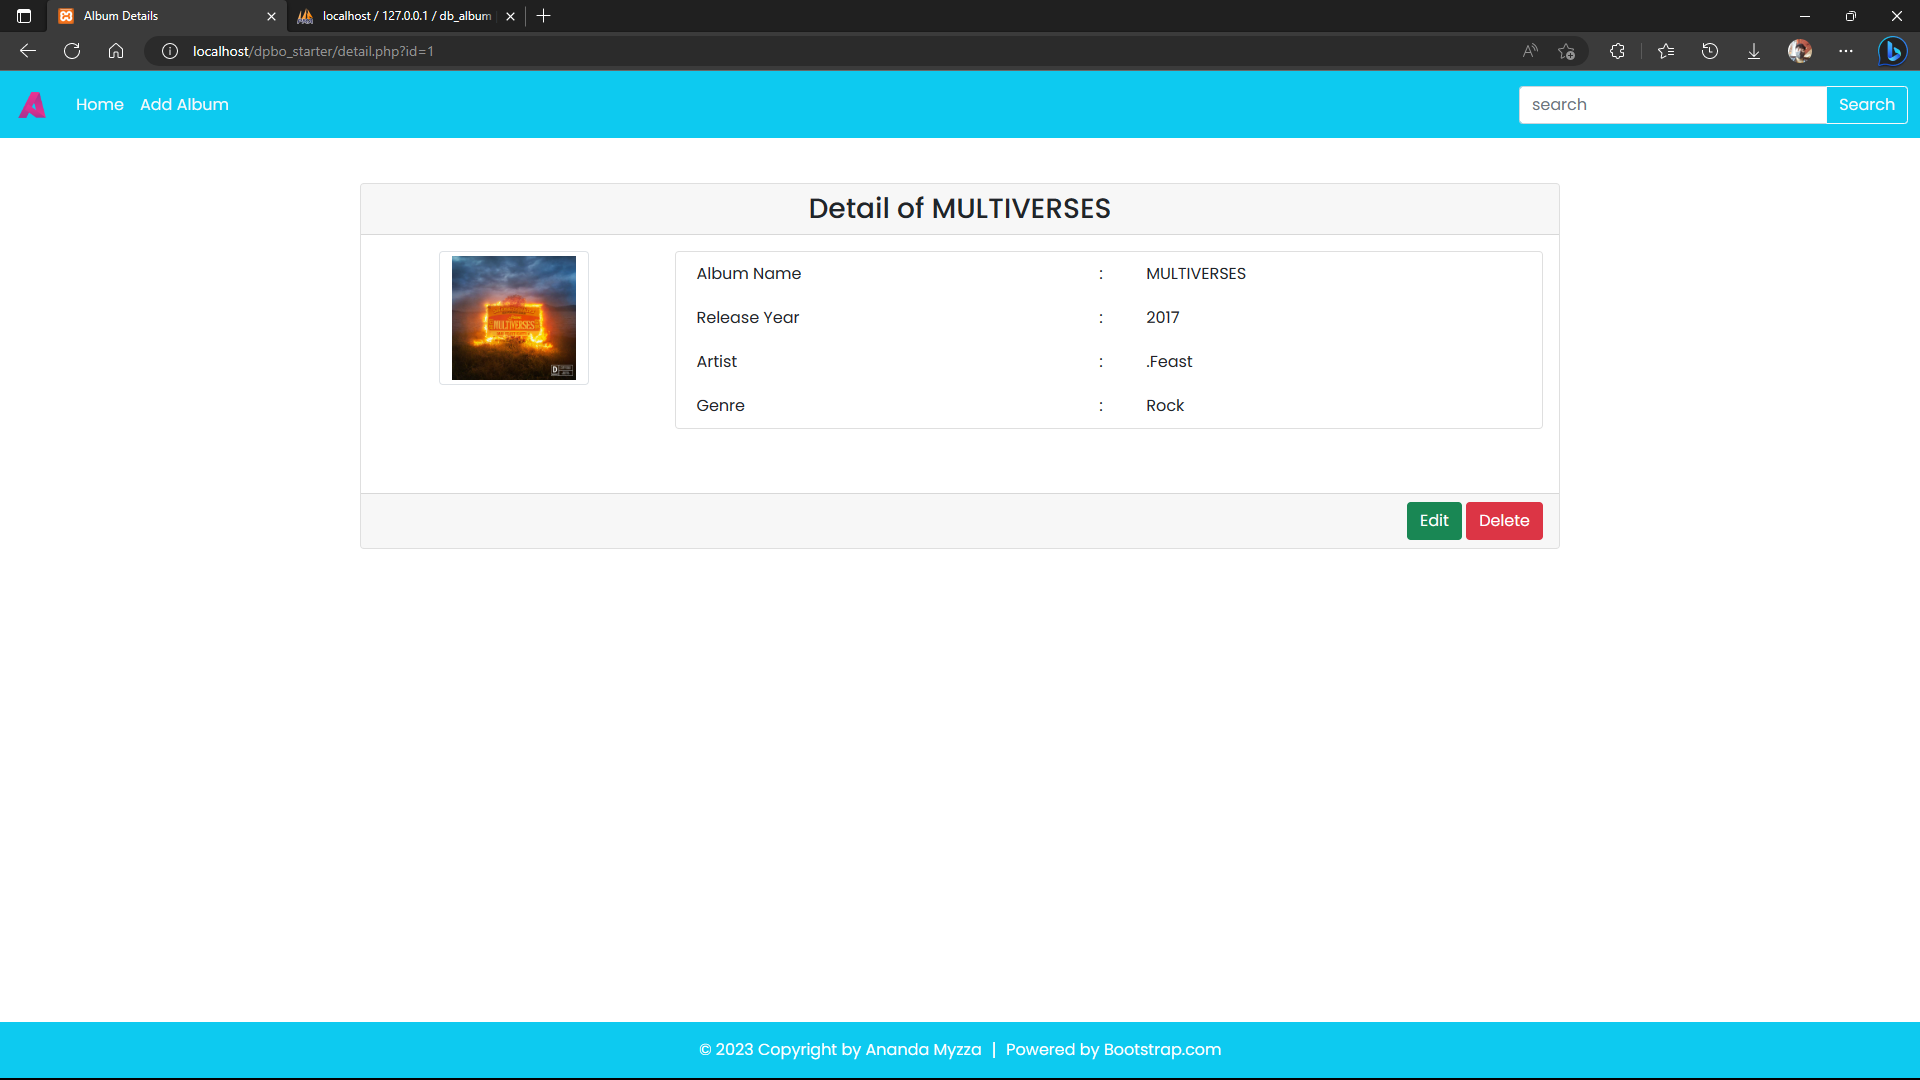 Album Details
localhost / 127.0.0.1 / db_album
localhost/dpbo_starter/detail.php?id=1
A Home Add Album
search Search
Detail of MULTIVERSES
MULTIVERSES
Album Name : MULTIVERSES
Release Year : 2017
Artist : .Feast
Genre : Rock
Edit Delete
© 2023 Copyright by Ananda Myzza | Powered by Bootstrap.com